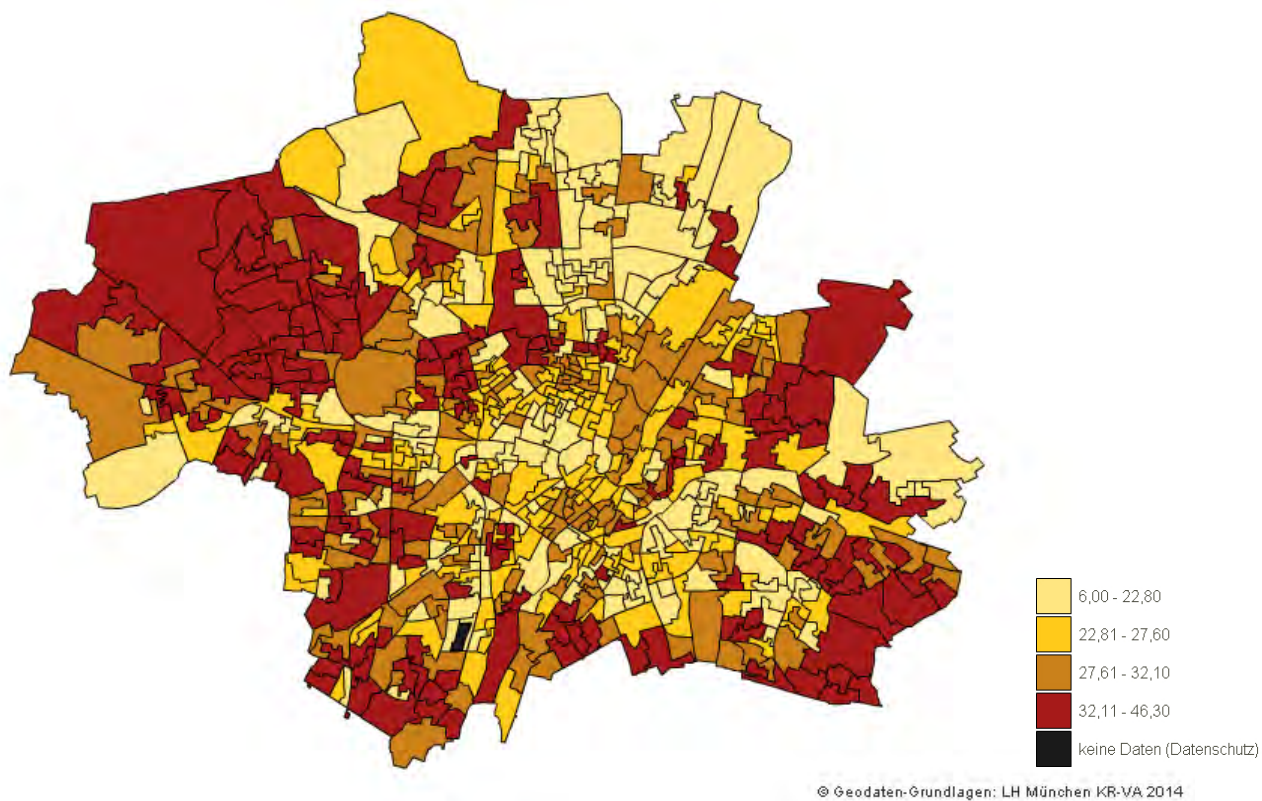 6,00 - 22,80
22,81 - 27,60
27,61 - 32,10
32,11 - 46,30
keine Daten (Datenschutz)
© Geodaten-Grundlagen: LH München KR-VA 2014